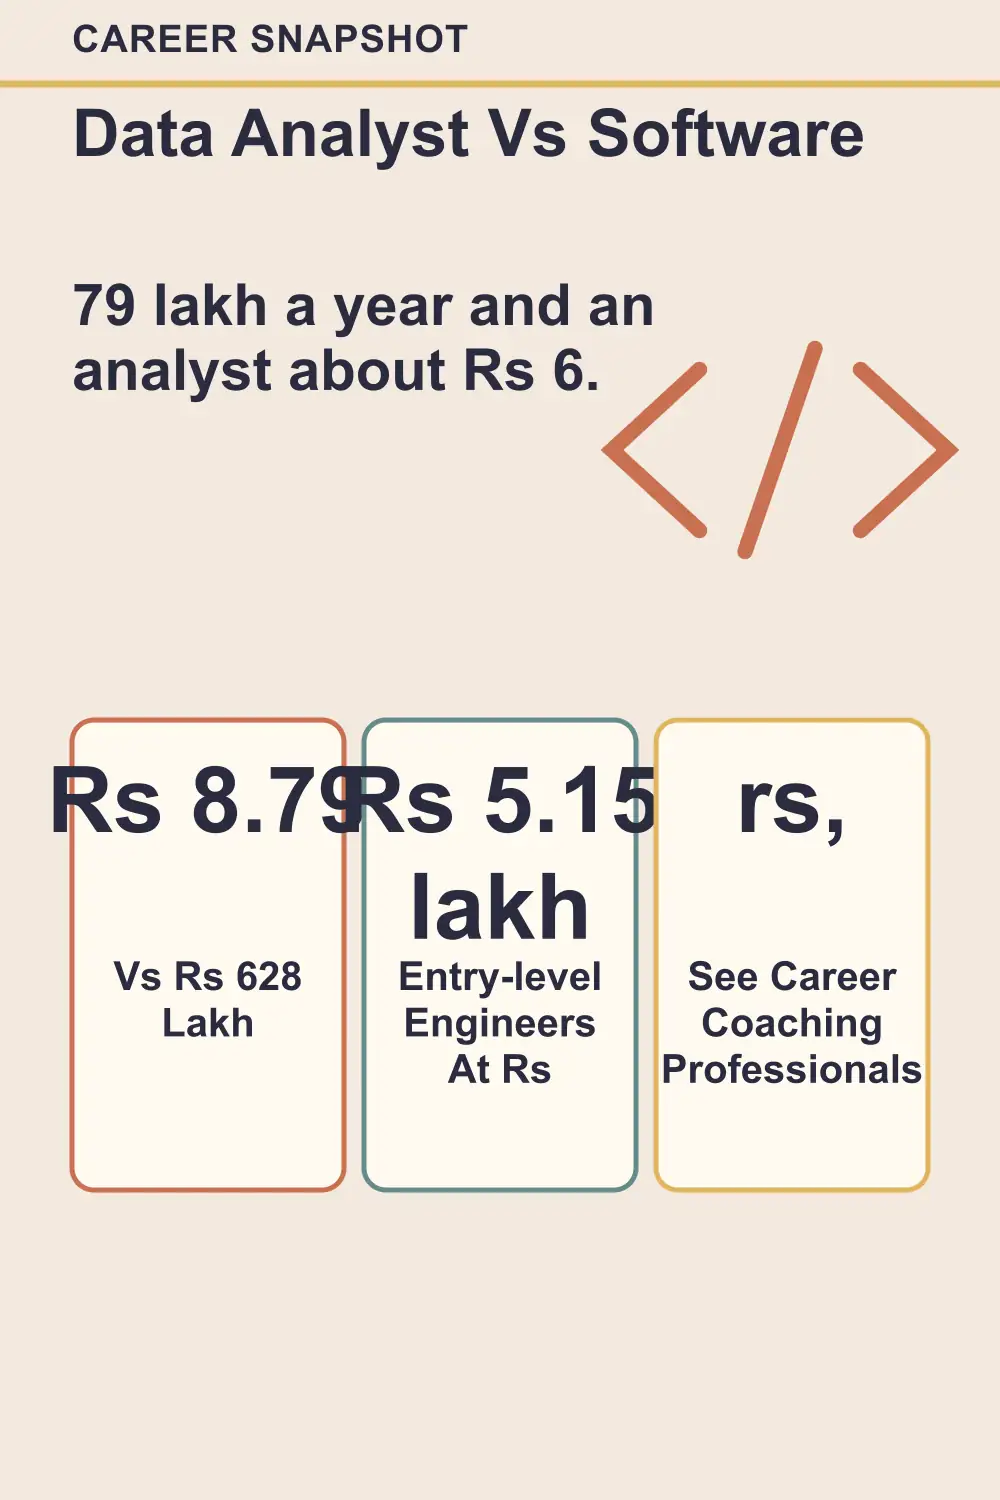 CAREER SNAPSHOT
Data Analyst Vs Software
79 lakh a year and an
analyst about Rs 6.
</>
Rs 8.79
Vs Rs 628
Lakh
Rs 5.15
lakh
Entry-level
Engineers
At Rs
rs,
See Career
Coaching
Professionals